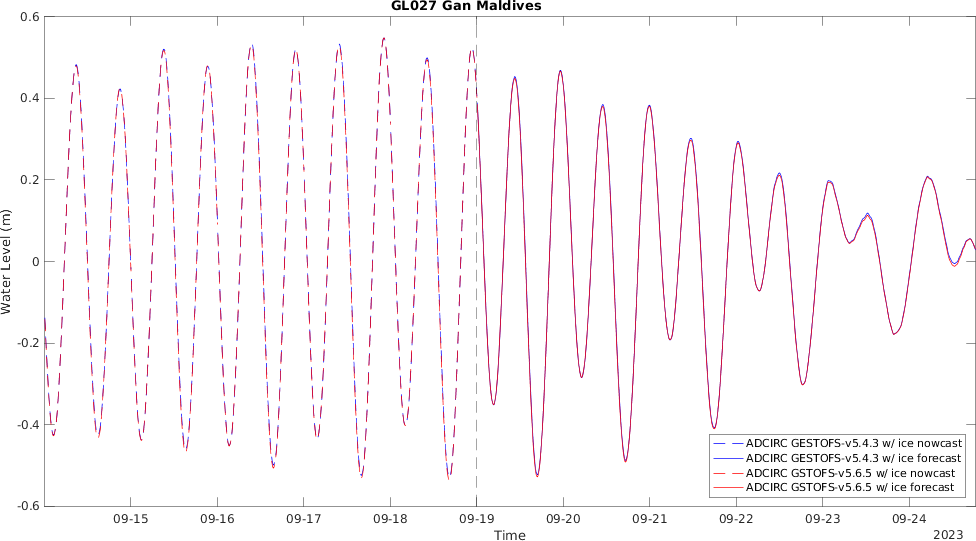 GL027 Gan Maldives
0.6
0.4
0.2
0
-0.2
-0.4
-0.6
Water Level (m)
ADCIRC GESTOFS-v5.4.3 w/ ice nowcast
ADCIRC GESTOFS-v5.4.3 w/ ice forecast
ADCIRC GSTOFS-v5.6.5 w/ ice nowcast
ADCIRC GSTOFS-v5.6.5 w/ ice forecast
09-15 09-16 09-17 09-18 09-19 09-20 09-21 09-22 09-23 09-24
Time
2023